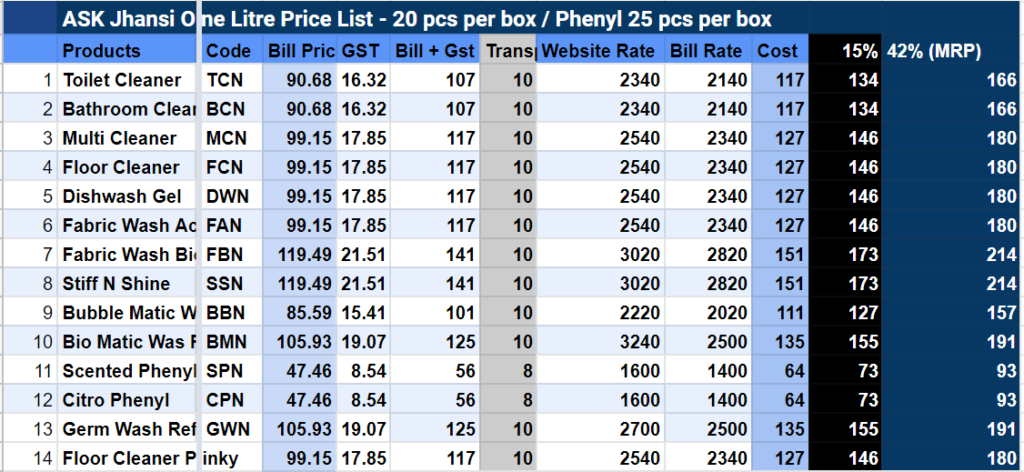 ASK Jhansi One Litre Price List - 20 pcs per box / Phenyl 25 pcs per box
Products Code Bill Pric GST Bill + Gst Transp Website Rate Bill Rate Cost 15% 42% (MRP)
1 Toilet Cleaner TCN 90.68 16.32 107 10 2340 2140 117 134 166
2 Bathroom Clear BCN 90.68 16.32 107 10 2340 2140 117 134 166
3 Multi Cleaner MCN 99.15 17.85 117 10 2540 2340 127 146 180
4 Floor Cleaner FCN 99.15 17.85 117 10 2540 2340 127 146 180
5 Dishwash Gel DWN 99.15 17.85 117 10 2540 2340 127 146 180
6 Fabric Wash Ac FAN 99.15 17.85 117 10 2540 2340 127 146 180
7 Fabric Wash Bi FBN 119.49 21.51 141 10 3020 2820 151 173 214
8 Stiff N Shine SSN 119.49 21.51 141 10 3020 2820 151 173 214
9 Bubble Matic W BBN 85.59 15.41 101 10 2220 2020 111 127 157
10 Bio Matic Was F BMN 105.93 19.07 125 10 3240 2500 135 155 191
11 Scented Phenyl SPN 47.46 8.54 56 8 1600 1400 64 73 93
12 Citro Phenyl CPN 47.46 8.54 56 8 1600 1400 64 73 93
13 Germ Wash Ref GWN 105.93 19.07 125 10 2700 2500 135 155 191
14 Floor Cleaner Pinky 99.15 17.85 117 10 2540 2340 127 146 180